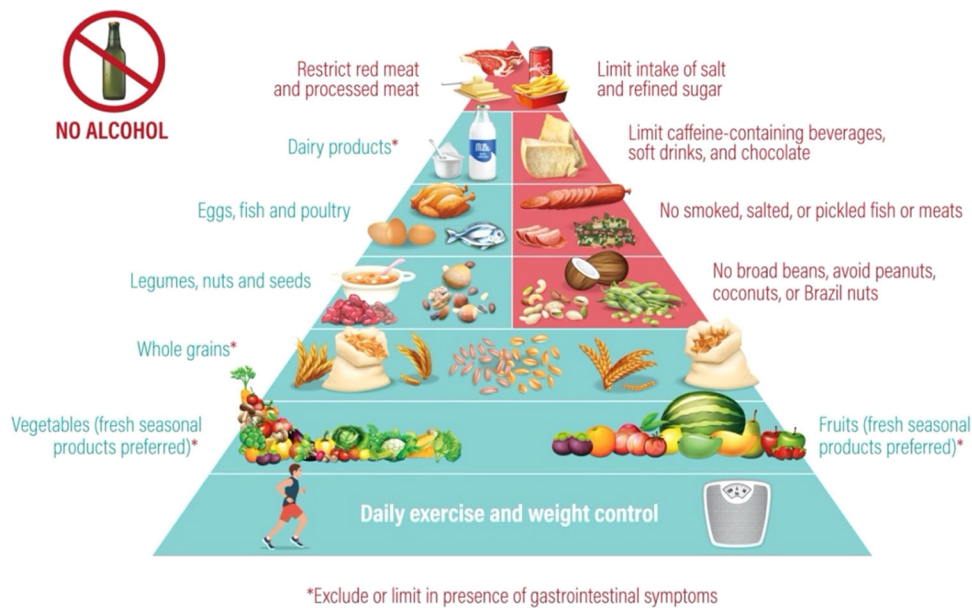 NO ALCOHOL
Restrict red meat
and processed meat
Limit intake of salt
and refined sugar
Dairy products*
Milk
Limit caffeine-containing beverages,
soft drinks, and chocolate
Eggs, fish and poultry
No smoked, salted, or pickled fish or meats
Legumes, nuts and seeds
No broad beans, avoid peanuts,
coconuts, or Brazil nuts
Whole grains*
Vegetables (fresh seasonal
products preferred)*
Fruits (fresh seasonal
products preferred)*
Daily exercise and weight control
*Exclude or limit in presence of gastrointestinal symptoms